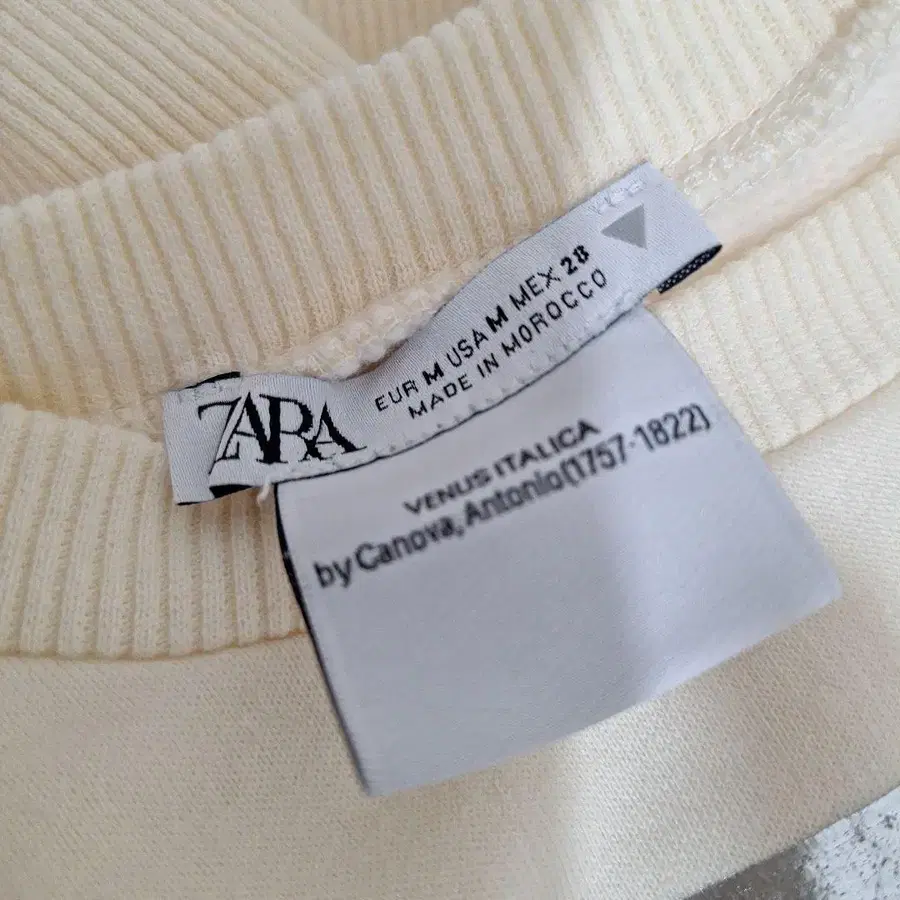 ZARA
EUR M USA M MEX 28
MADE IN MOROCCO
VENUS ITALICA
by Canova, Antonio(1757-1822)